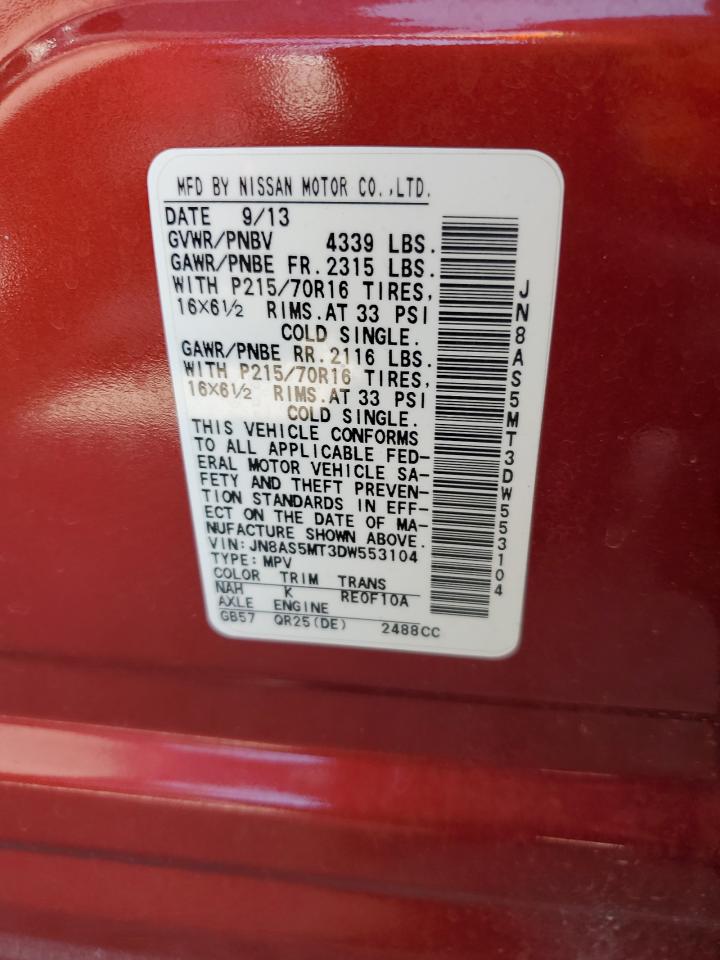 MFD BY NISSAN MOTOR CO.,LTD.
DATE 9/13
GVWR/PNBV 4339 LBS.
GAWR/PNBE FR. 2315 LBS.
WITH P215/70R16 TIRES,
16X6½ RIMS. AT 33 PSI
COLD SINGLE.
GAWR/PNBE RR. 2116 LBS.
WITH P215/70R16 TIRES,
16X6½ RIMS. AT 33 PSI
COLD SINGLE.
THIS VEHICLE CONFORMS
TO ALL APPLICABLE FED-
ERAL MOTOR VEHICLE SA-
FETY AND THEFT PREVEN-
TION STANDARDS IN EFF-
ECT ON THE DATE OF MA-
NUFACTURE SHOWN ABOVE.
VIN: JN8AS5MT3DW553104
TYPE: MPV
COLOR TRIM TRANS
NAH K RE0F10A
AXLE ENGINE
GB57 QR25(DE) 2488CC
JN8AS5MT3DW553104